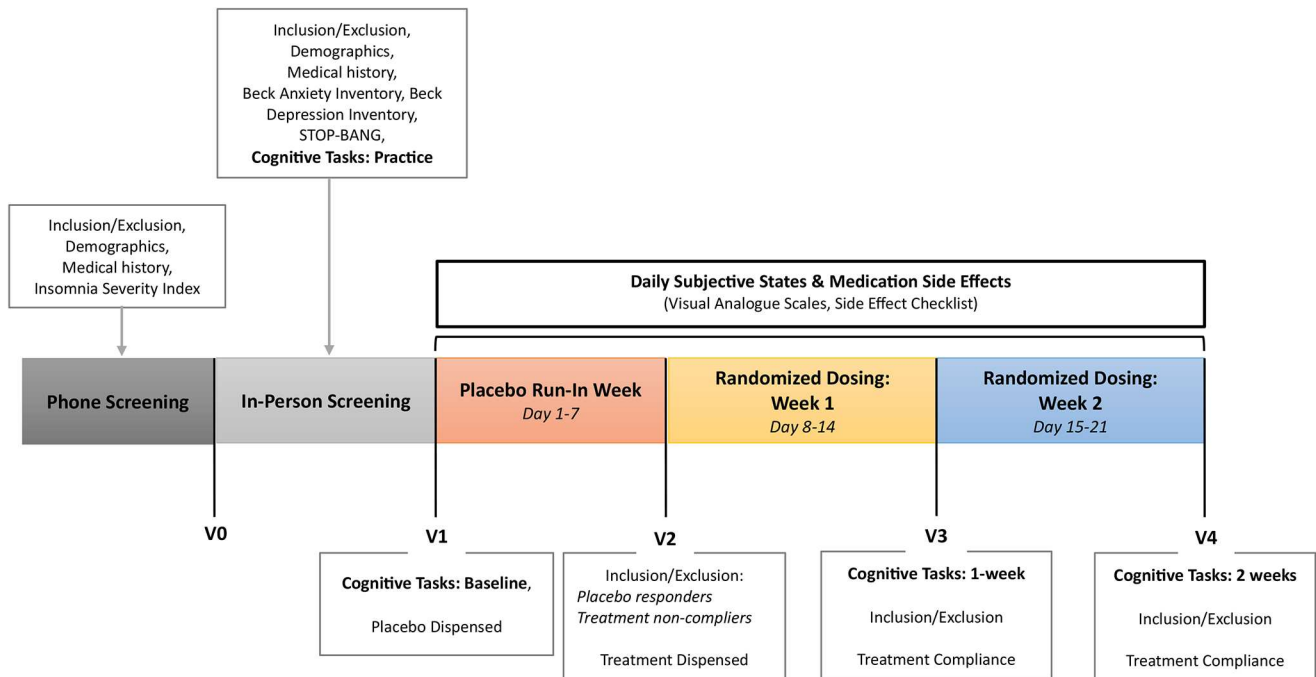 Inclusion/Exclusion,
Demographics,
Medical history,
Beck Anxiety Inventory, Beck
Depression Inventory,
STOP-BANG,
Cognitive Tasks: Practice
Inclusion/Exclusion,
Demographics,
Medical history,
Insomnia Severity Index
Daily Subjective States & Medication Side Effects
(Visual Analogue Scales, Side Effect Checklist)
Phone Screening
In-Person Screening
Placebo Run-In Week
Day 1-7
Randomized Dosing:
Week 1
Day 8-14
Randomized Dosing:
Week 2
Day 15-21
V0
V1
V2
V3
V4
Cognitive Tasks: Baseline,
Placebo Dispensed
Inclusion/Exclusion:
Placebo responders
Treatment non-compliers
Treatment Dispensed
Cognitive Tasks: 1-week
Inclusion/Exclusion
Treatment Compliance
Cognitive Tasks: 2 weeks
Inclusion/Exclusion
Treatment Compliance